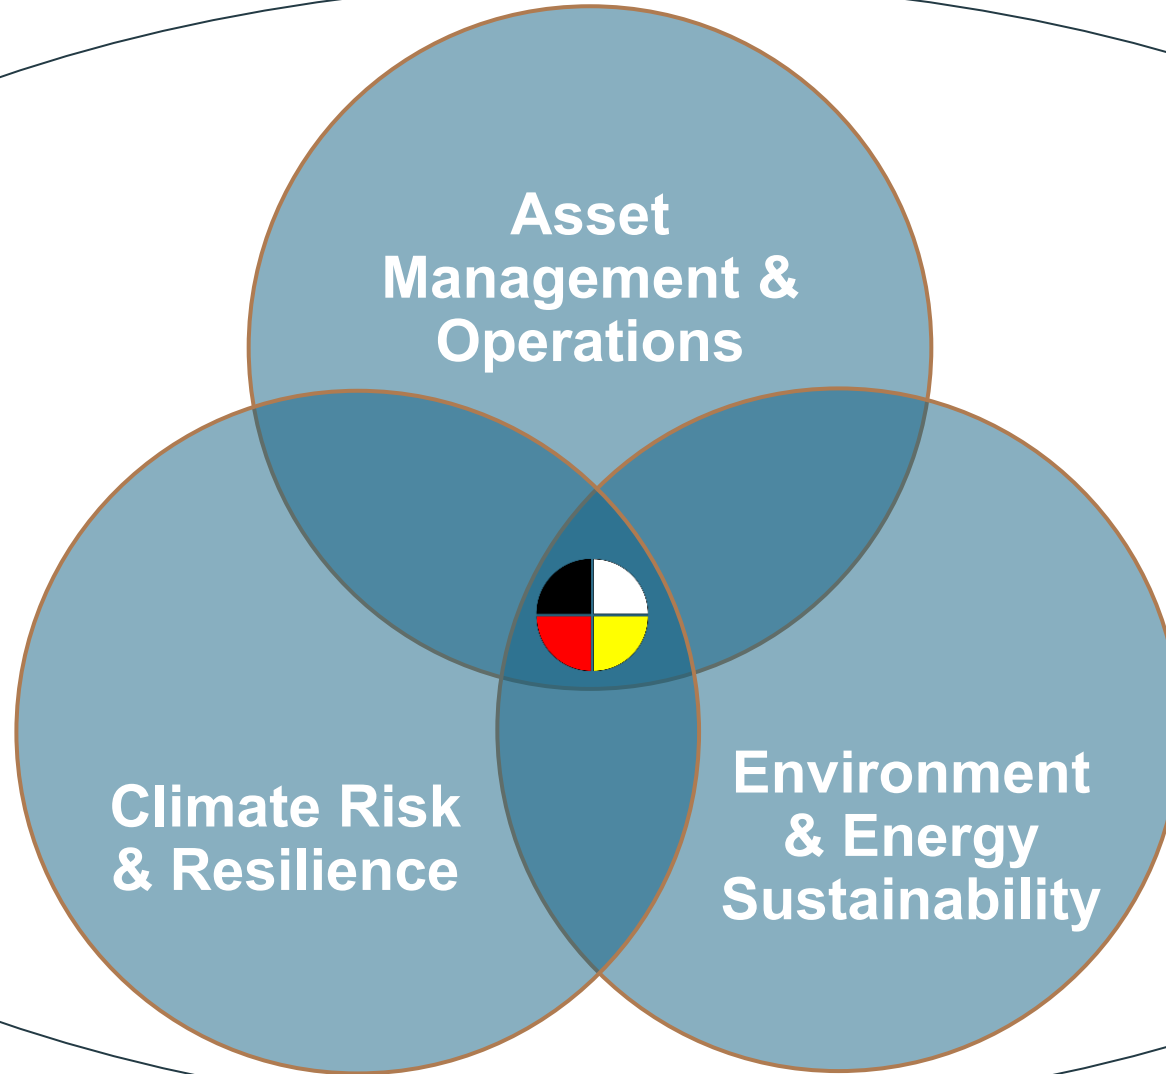 Asset
Management &
Operations
Climate Risk
& Resilience
Environment
& Energy
Sustainability